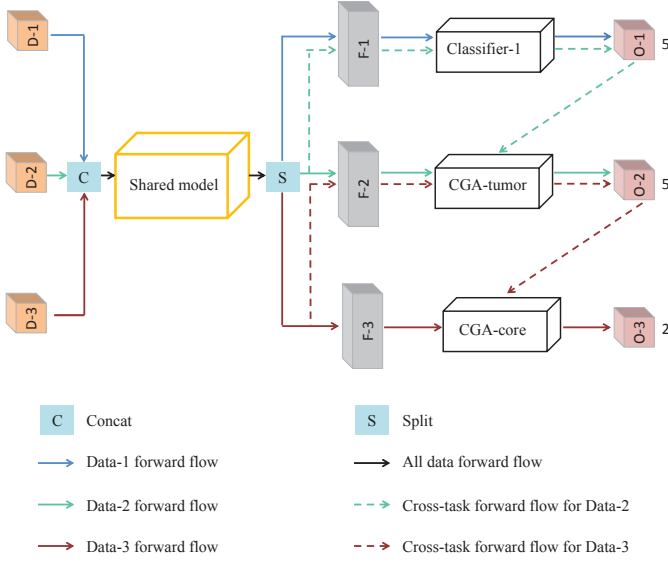 D-1
F-1
Classifier-1
O-1
5
D-2
C
Shared model
S
F-2
CGA-tumor
O-2
5
D-3
F-3
CGA-core
O-3
2
C Concat
S Split
Data-1 forward flow
All data forward flow
Data-2 forward flow
Cross-task forward flow for Data-2
Data-3 forward flow
Cross-task forward flow for Data-3